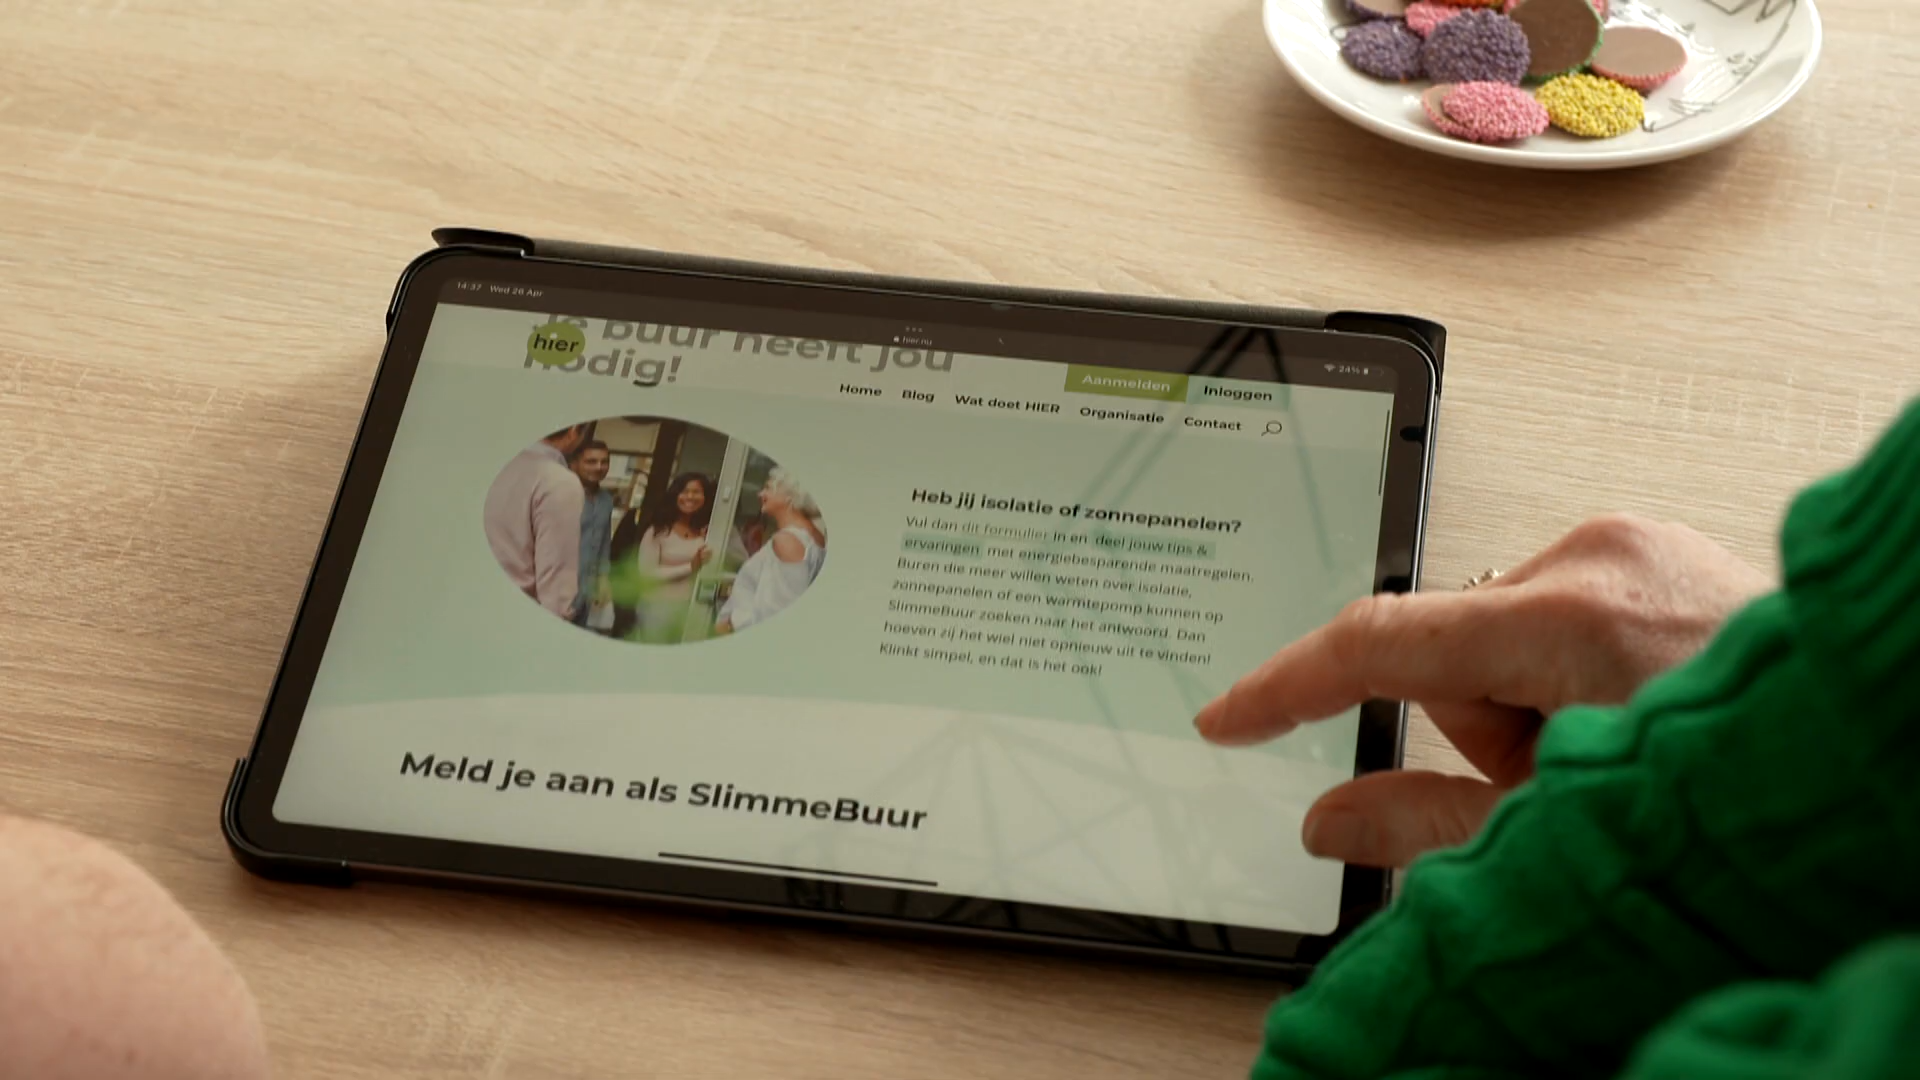 14:37 Wed 26 Apr
hier.nu
24%
Je buur heeft jou
nodig!
hier
Aanmelden Inloggen
Home Blog Wat doet HIER Organisatie Contact
Heb jij isolatie of zonnepanelen?
Vul dan dit formulier in en deel jouw tips &
ervaringen met energiebesparende maatregelen.
Buren die meer willen weten over isolatie,
zonnepanelen of een warmtepomp kunnen op
SlimmeBuur zoeken naar het antwoord. Dan
hoeven zij het wiel niet opnieuw uit te vinden!
Klinkt simpel, en dat is het ook!
Meld je aan als SlimmeBuur